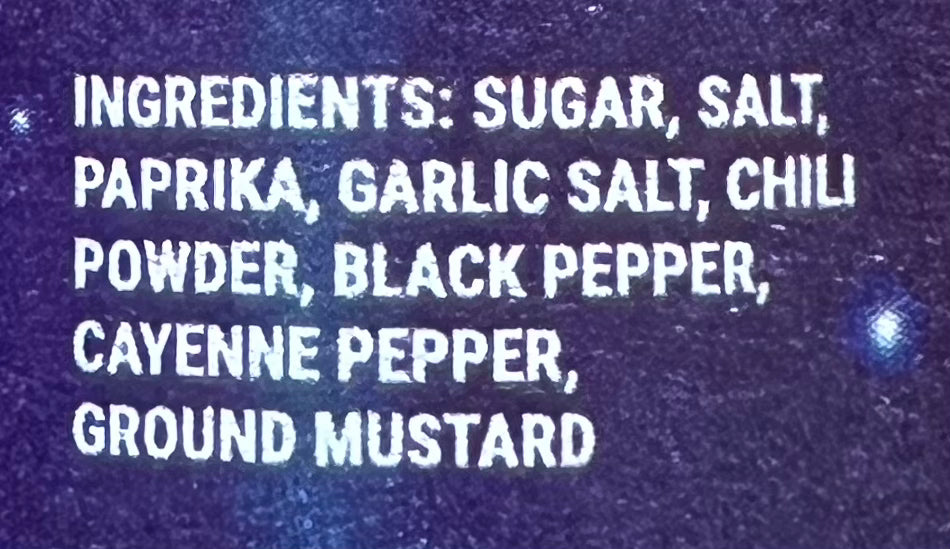 INGREDIENTS: SUGAR, SALT,
PAPRIKA, GARLIC SALT, CHILI
POWDER, BLACK PEPPER,
CAYENNE PEPPER,
GROUND MUSTARD